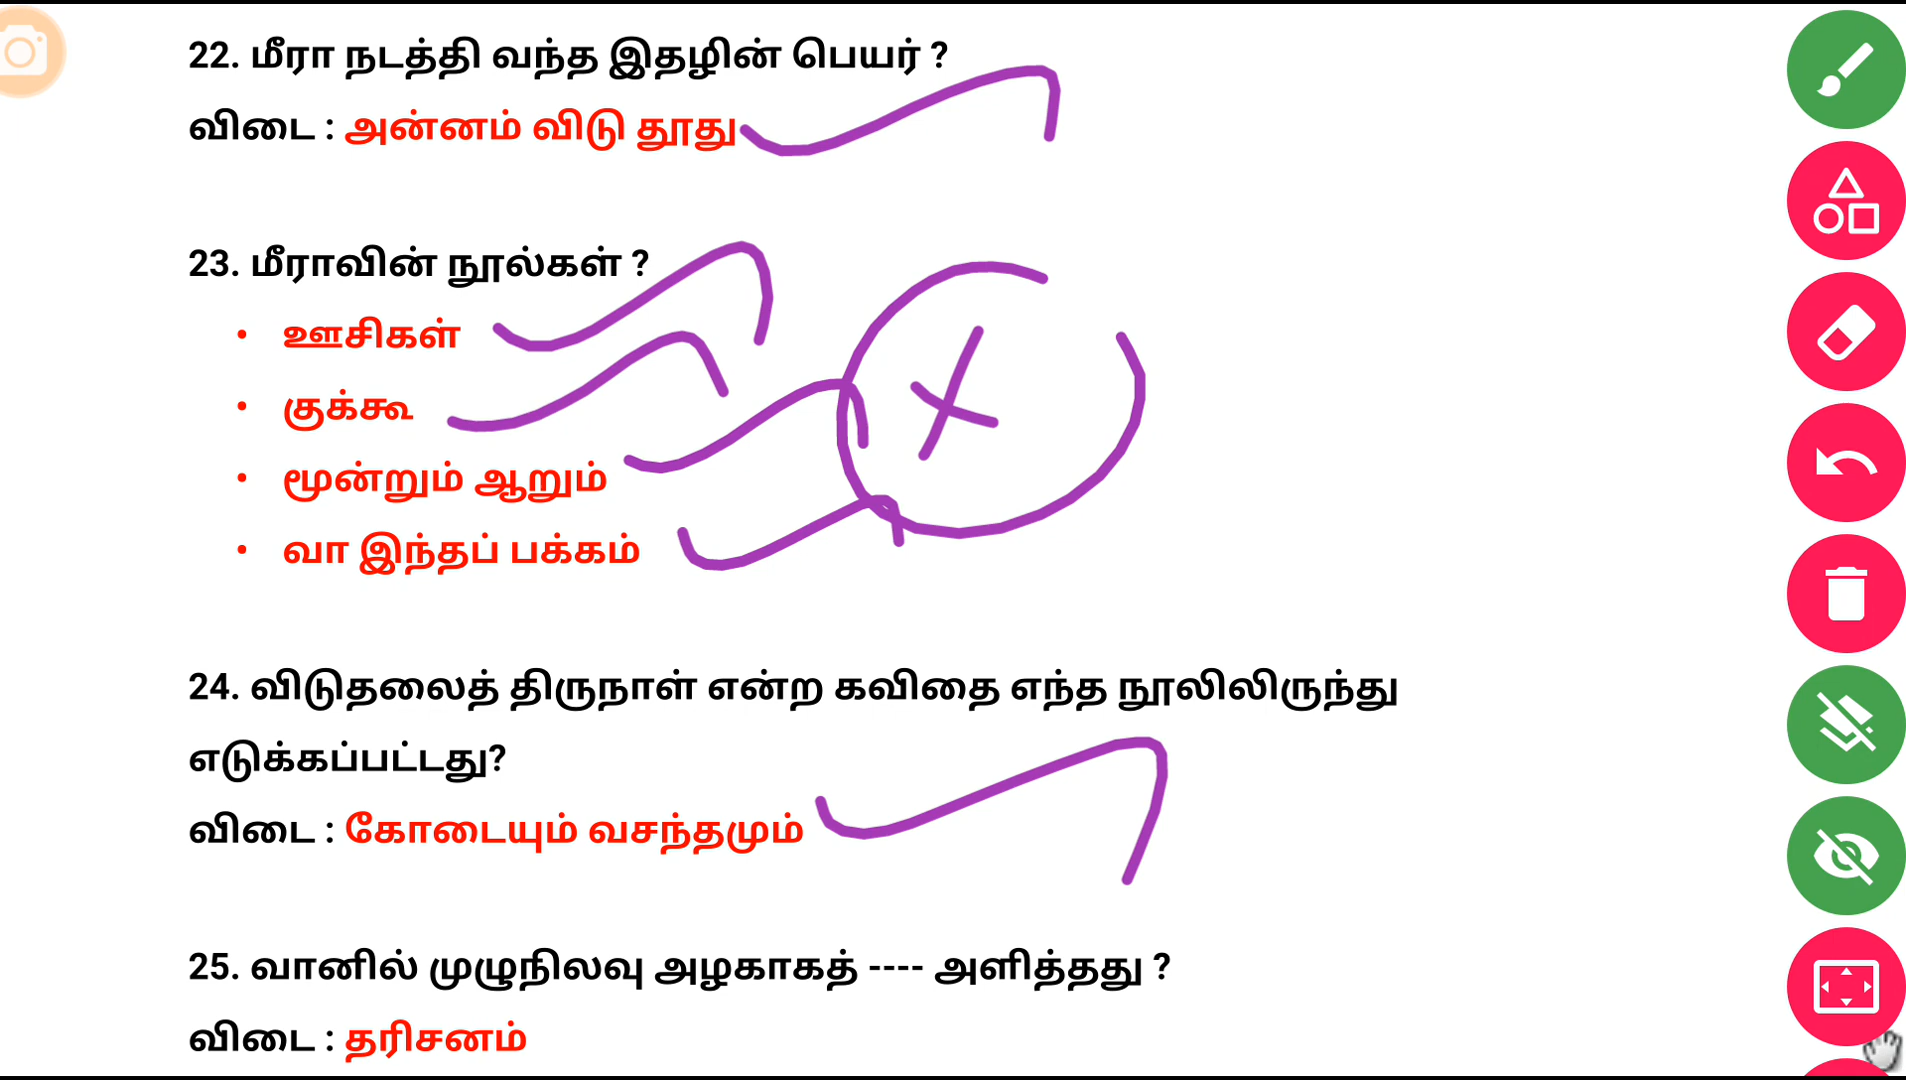 22. மீரா நடத்தி வந்த இதழின் பெயர் ?
விடை : அன்னம் விடு தூது
23. மீராவின் நூல்கள் ?
• ஊசிகள்
• குக்கூ
• மூன்றும் ஆறும்
• வா இந்தப் பக்கம்
24. விடுதலைத் திருநாள் என்ற கவிதை எந்த நூலிலிருந்து
எடுக்கப்பட்டது?
விடை : கோடையும் வசந்தமும்
25. வானில் முழுநிலவு அழகாகத் ---- அளித்தது ?
விடை : தரிசனம்